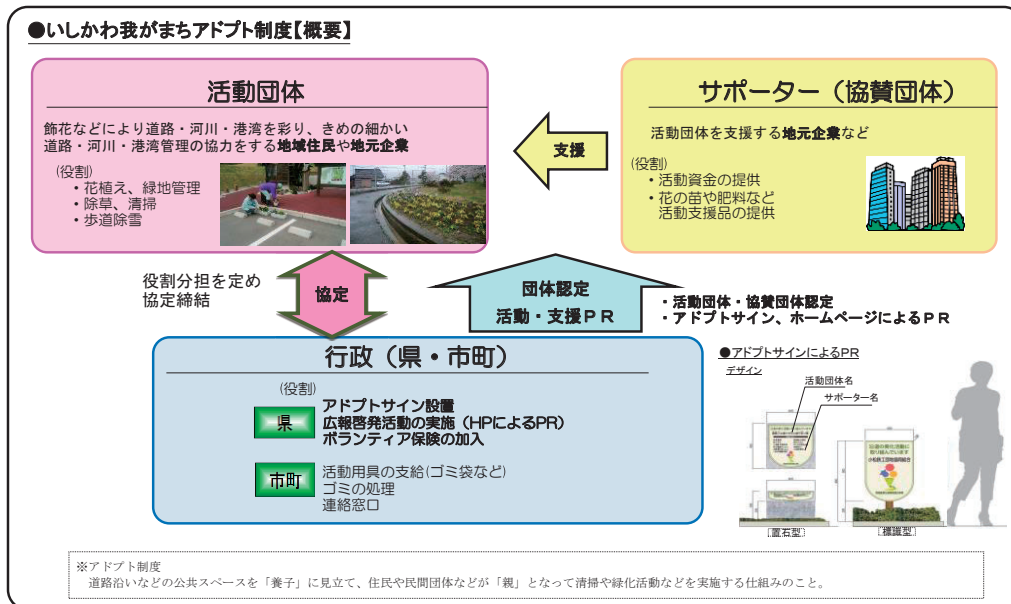 ●いしかわ我がまちアドプト制度【概要】
活動団体
飾花などにより道路・河川・港湾を彩り、きめの細かい
道路・河川・港湾管理の協力をする地域住民や地元企業
(役割)
・花植え、緑地管理
・除草、清掃
・歩道除雪
支援
サポーター（協賛団体）
活動団体を支援する地元企業など
(役割)
・活動資金の提供
・花の苗や肥料など
活動支援品の提供
役割分担を定め
協定締結
協定
団体認定
活動・支援ＰＲ
・活動団体・協賛団体認定
・アドプトサイン、ホームページによるＰＲ
行政（県・市町）
(役割)
県
アドプトサイン設置
広報啓発活動の実施（HPによるPR）
ボランティア保険の加入
市町
活動用具の支給(ゴミ袋など)
ゴミの処理
連絡窓口
●アドプトサインによるPR
デザイン
活動団体名
サポーター名
置石型
標識型
※アドプト制度
道路沿いなどの公共スペースを「養子」に見立て、住民や民間団体などが「親」となって清掃や緑化活動などを実施する仕組みのこと。